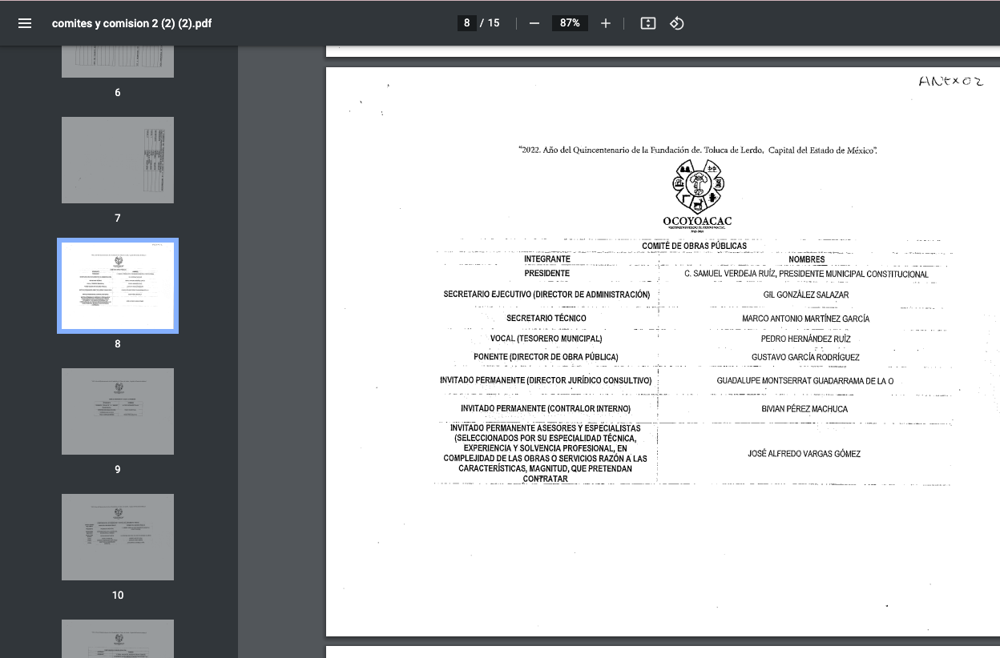 comites y comision 2 (2) (2).pdf
8 / 15
87%
6
7
8
9
10
ANEXO 2
"2022. Año del Quincentenario de la Fundación de. Toluca de Lerdo, Capital del Estado de México".
OCOYOACAC
COMITÉ DE OBRAS PÚBLICAS
INTEGRANTE NOMBRES
PRESIDENTE C. SAMUEL VERDEJA RUÍZ, PRESIDENTE MUNICIPAL CONSTITUCIONAL
SECRETARIO EJECUTIVO (DIRECTOR DE ADMINISTRACIÓN) GIL GONZÁLEZ SALAZAR
SECRETARIO TÉCNICO MARCO ANTONIO MARTÍNEZ GARCÍA
VOCAL (TESORERO MUNICIPAL) PEDRO HERNÁNDEZ RUÍZ
PONENTE (DIRECTOR DE OBRA PÚBLICA) GUSTAVO GARCÍA RODRÍGUEZ
INVITADO PERMANENTE (DIRECTOR JURÍDICO CONSULTIVO) GUADALUPE MONTSERRAT GUADARRAMA DE LA O
INVITADO PERMANENTE (CONTRALOR INTERNO) BIVIAN PÉREZ MACHUCA
INVITADO PERMANENTE ASESORES Y ESPECIALISTAS
(SELECCIONADOS POR SU ESPECIALIDAD TÉCNICA,
EXPERIENCIA Y SOLVENCIA PROFESIONAL, EN
COMPLEJIDAD DE LAS OBRAS O SERVICIOS RAZÓN A LAS
CARACTERÍSTICAS, MAGNITUD, QUE PRETENDAN
CONTRATAR
JOSÉ ALFREDO VARGAS GÓMEZ